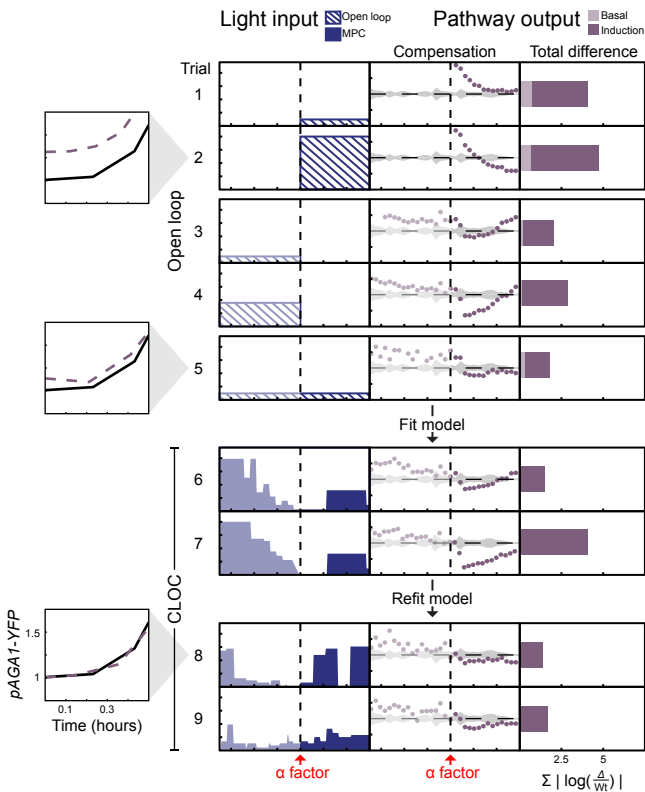 Light input
Open loop
MPC
Pathway output
Basal
Induction
Compensation
Total difference
Trial
1
2
Open loop
3
4
5
Fit model
CLOC
6
7
Refit model
8
9
pAGA1-YFP
1.5
1
0.1
0.3
Time (hours)
α factor
α factor
2.5
5
Σ | log(Δ/Wt) |